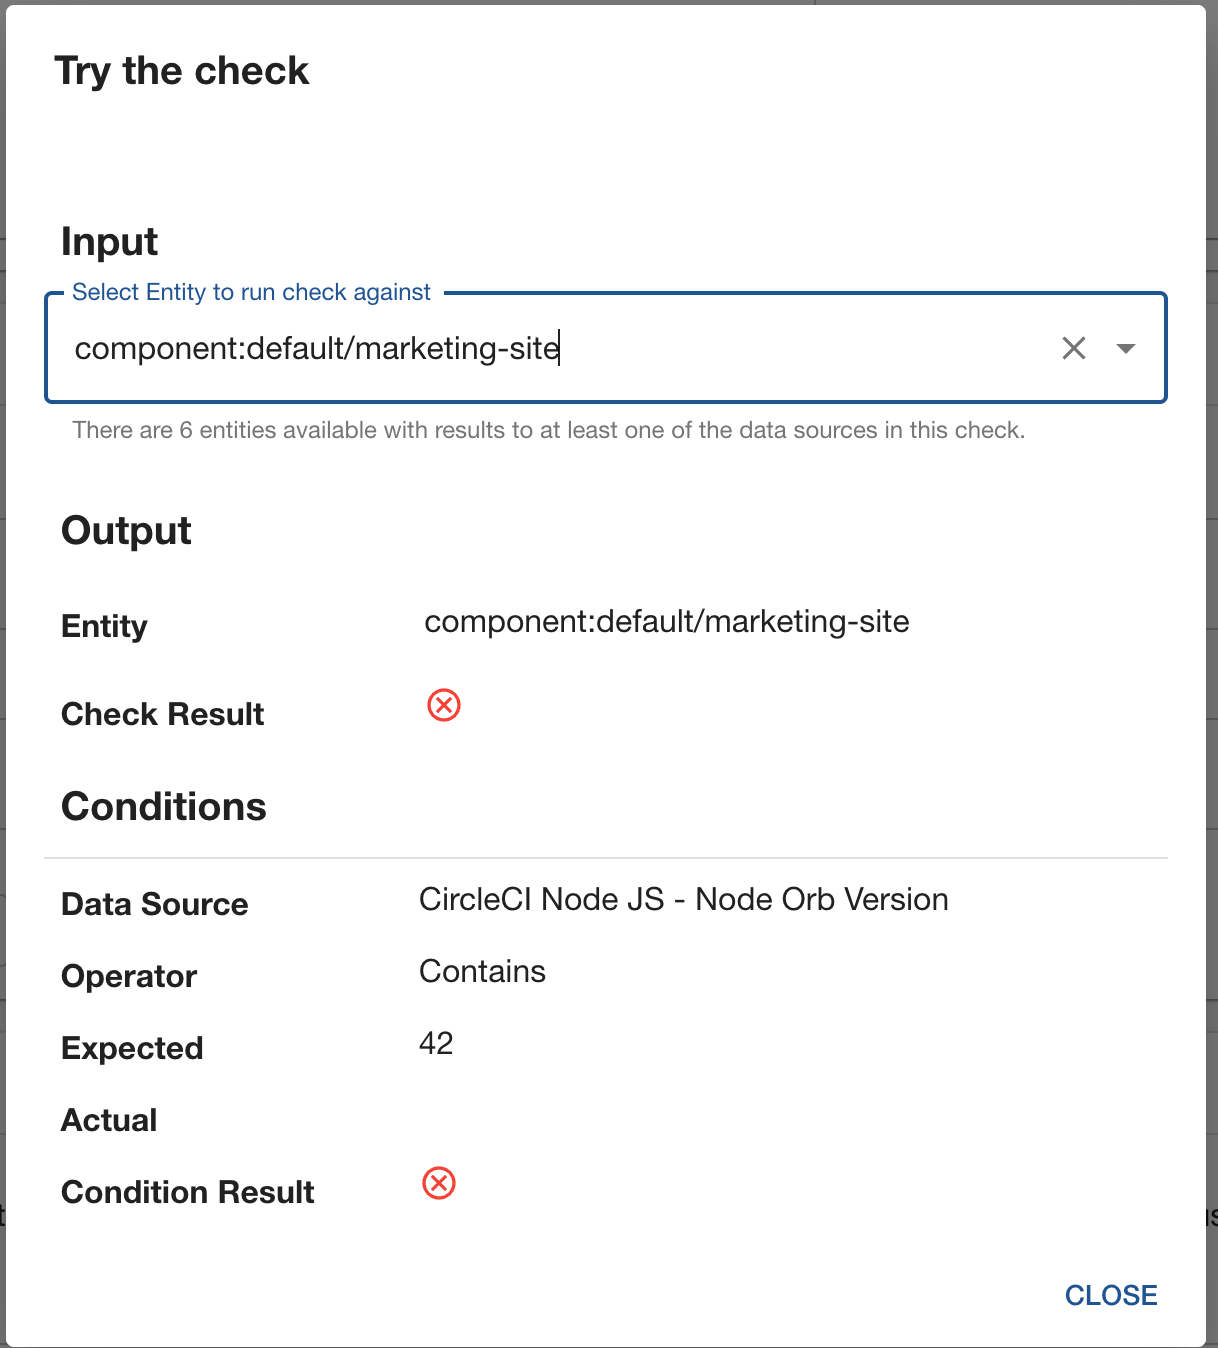 Try the check
Input
Select Entity to run check against
component:default/marketing-site
There are 6 entities available with results to at least one of the data sources in this check.
Output
Entity component:default/marketing-site
Check Result
Conditions
Data Source CircleCI Node JS - Node Orb Version
Operator Contains
Expected 42
Actual
Condition Result
CLOSE